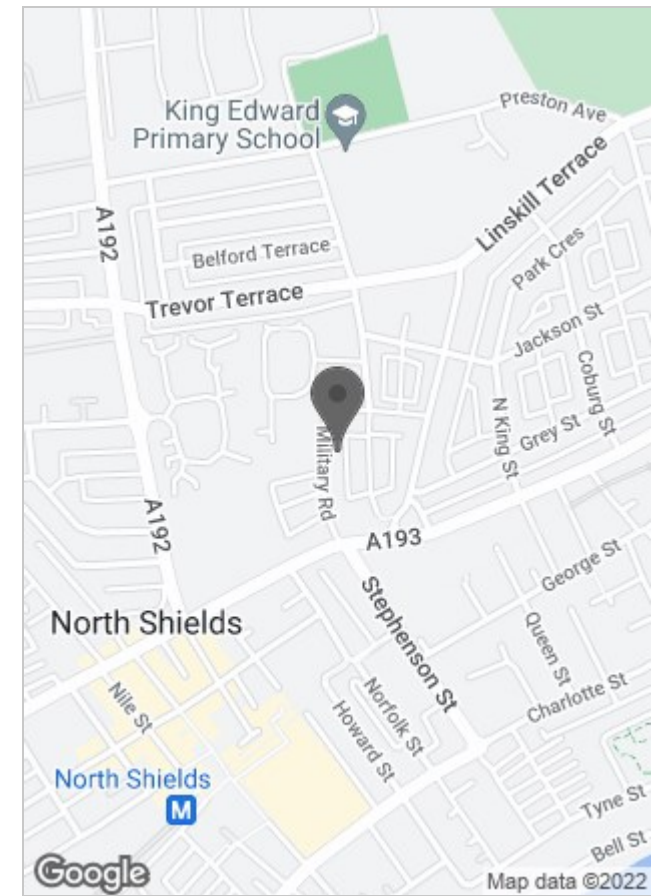 King Edward
Primary School
Preston Ave
Linskill Terrace
A192
Belford Terrace
Park Cres
Trevor Terrace
Jackson St
Coburg St
N King St
Grey St
Military Rd
A192
A193
George St
Stephenson St
North Shields
Queen St
Nile St
Norfolk St
Charlotte St
Howard St
North Shields
M
Tyne St
Bell St
Google
Map data ©2022